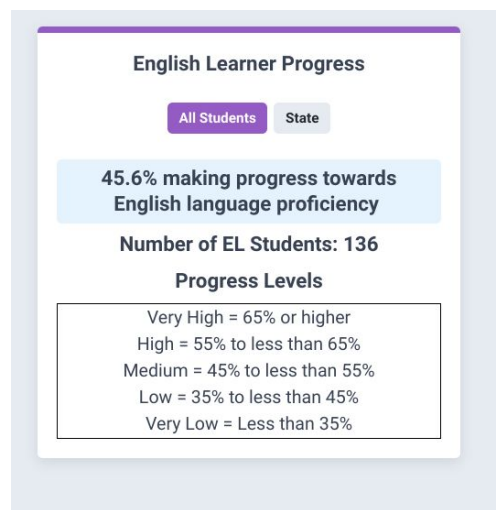 English Learner Progress
All Students State
45.6% making progress towards
English language proficiency
Number of EL Students: 136
Progress Levels
Very High = 65% or higher
High = 55% to less than 65%
Medium = 45% to less than 55%
Low = 35% to less than 45%
Very Low = Less than 35%